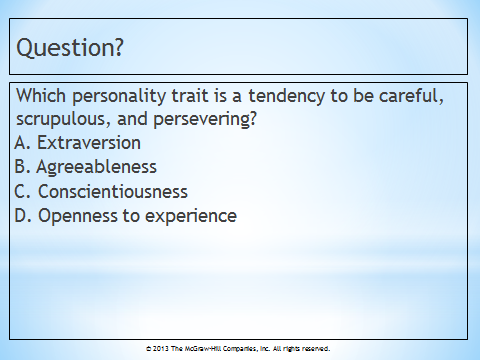 Question?
Which personality trait is a tendency to be careful,
scrupulous, and persevering?
A. Extraversion
B. Agreeableness
C. Conscientiousness
D. Openness to experience
© 2013 The McGraw-Hill Companies, Inc. All rights reserved.